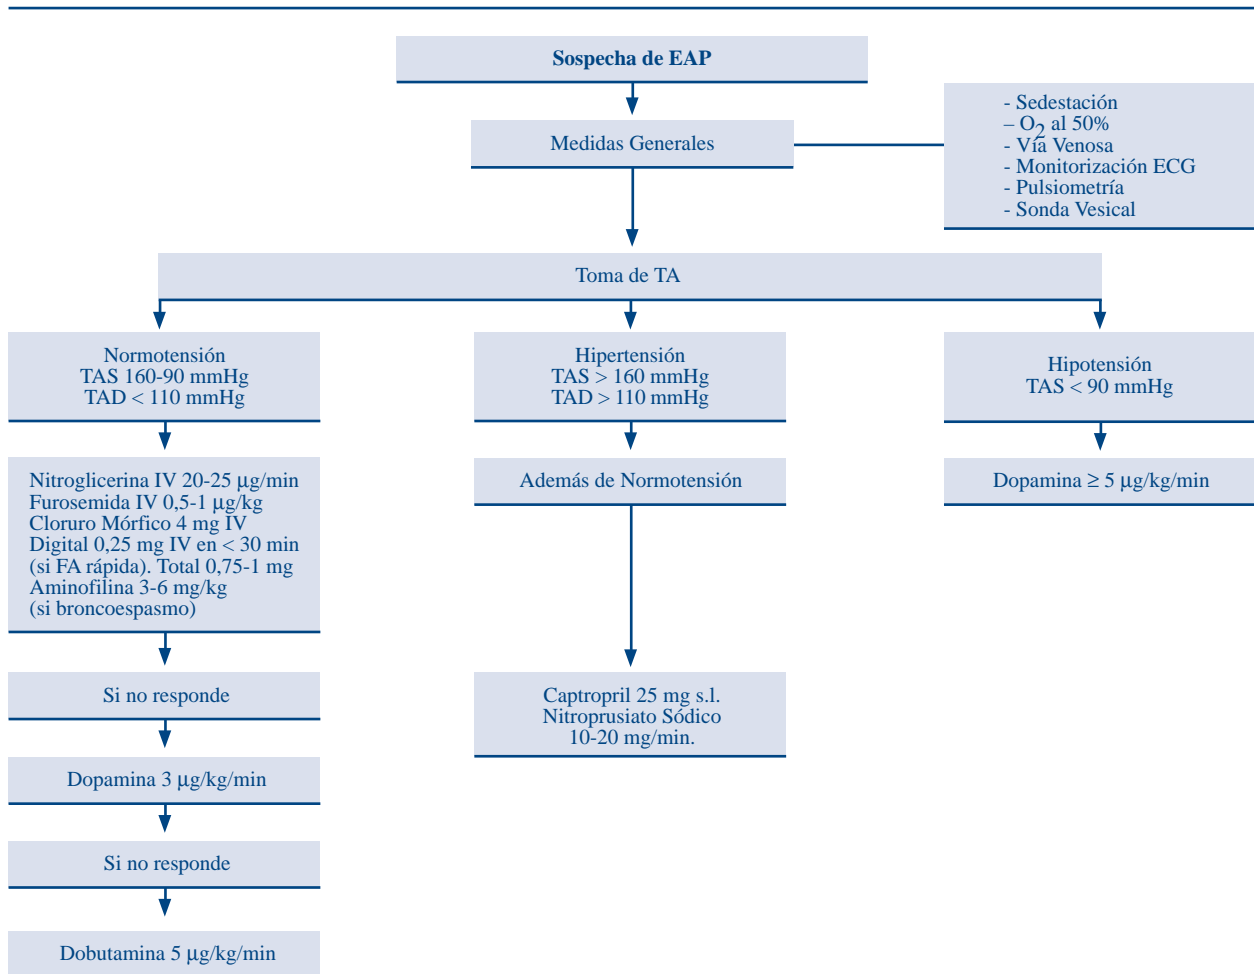 Sospecha de EAP
Medidas Generales
- Sedestación
– O2 al 50%
- Vía Venosa
- Monitorización ECG
- Pulsiometría
- Sonda Vesical
Toma de TA
Normotensión
TAS 160-90 mmHg
TAD < 110 mmHg
Hipertensión
TAS > 160 mmHg
TAD > 110 mmHg
Hipotensión
TAS < 90 mmHg
Nitroglicerina IV 20-25 µg/min
Furosemida IV 0,5-1 µg/kg
Cloruro Mórfico 4 mg IV
Digital 0,25 mg IV en < 30 min
(si FA rápida). Total 0,75-1 mg
Aminofilina 3-6 mg/kg
(si broncoespasmo)
Además de Normotensión
Dopamina ≥ 5 µg/kg/min
Si no responde
Captropril 25 mg s.l.
Nitroprusiato Sódico
10-20 mg/min.
Dopamina 3 µg/kg/min
Si no responde
Dobutamina 5 µg/kg/min